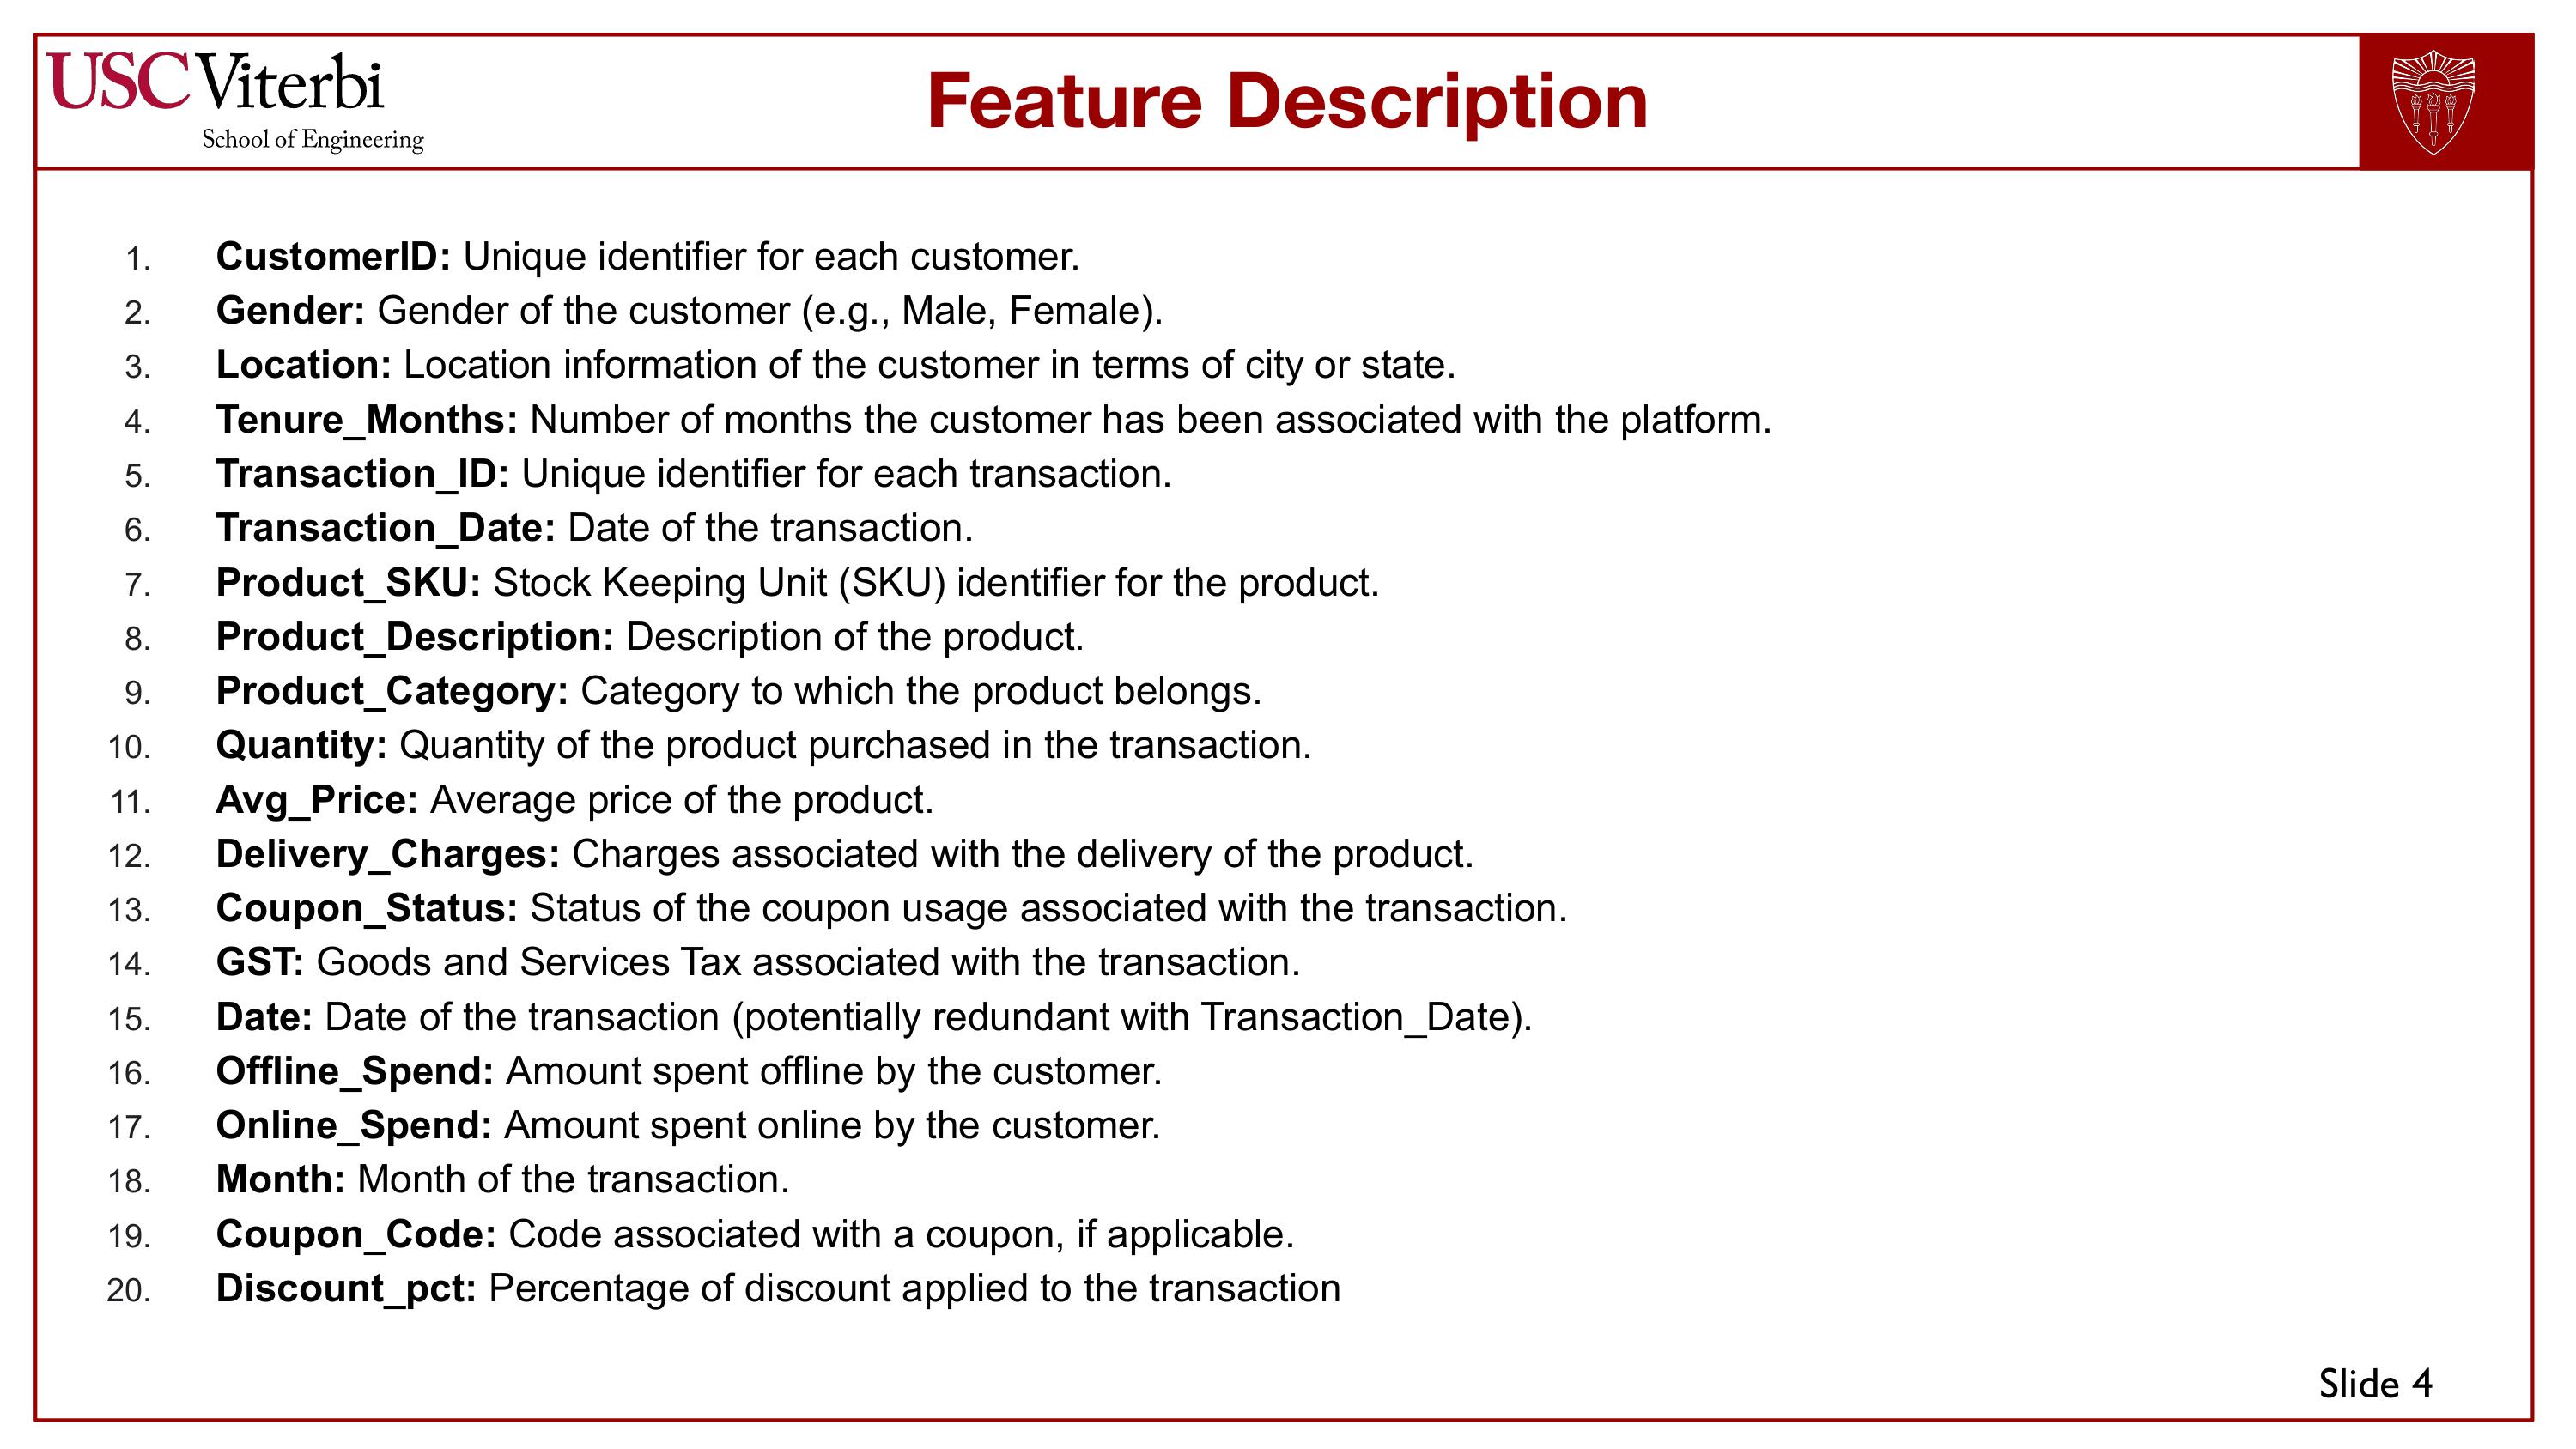 USC Viterbi
School of Engineering
Feature Description
1. CustomerID: Unique identifier for each customer.
2. Gender: Gender of the customer (e.g., Male, Female).
3. Location: Location information of the customer in terms of city or state.
4. Tenure_Months: Number of months the customer has been associated with the platform.
5. Transaction_ID: Unique identifier for each transaction.
6. Transaction_Date: Date of the transaction.
7. Product_SKU: Stock Keeping Unit (SKU) identifier for the product.
8. Product_Description: Description of the product.
9. Product_Category: Category to which the product belongs.
10. Quantity: Quantity of the product purchased in the transaction.
11. Avg_Price: Average price of the product.
12. Delivery_Charges: Charges associated with the delivery of the product.
13. Coupon_Status: Status of the coupon usage associated with the transaction.
14. GST: Goods and Services Tax associated with the transaction.
15. Date: Date of the transaction (potentially redundant with Transaction_Date).
16. Offline_Spend: Amount spent offline by the customer.
17. Online_Spend: Amount spent online by the customer.
18. Month: Month of the transaction.
19. Coupon_Code: Code associated with a coupon, if applicable.
20. Discount_pct: Percentage of discount applied to the transaction
Slide 4